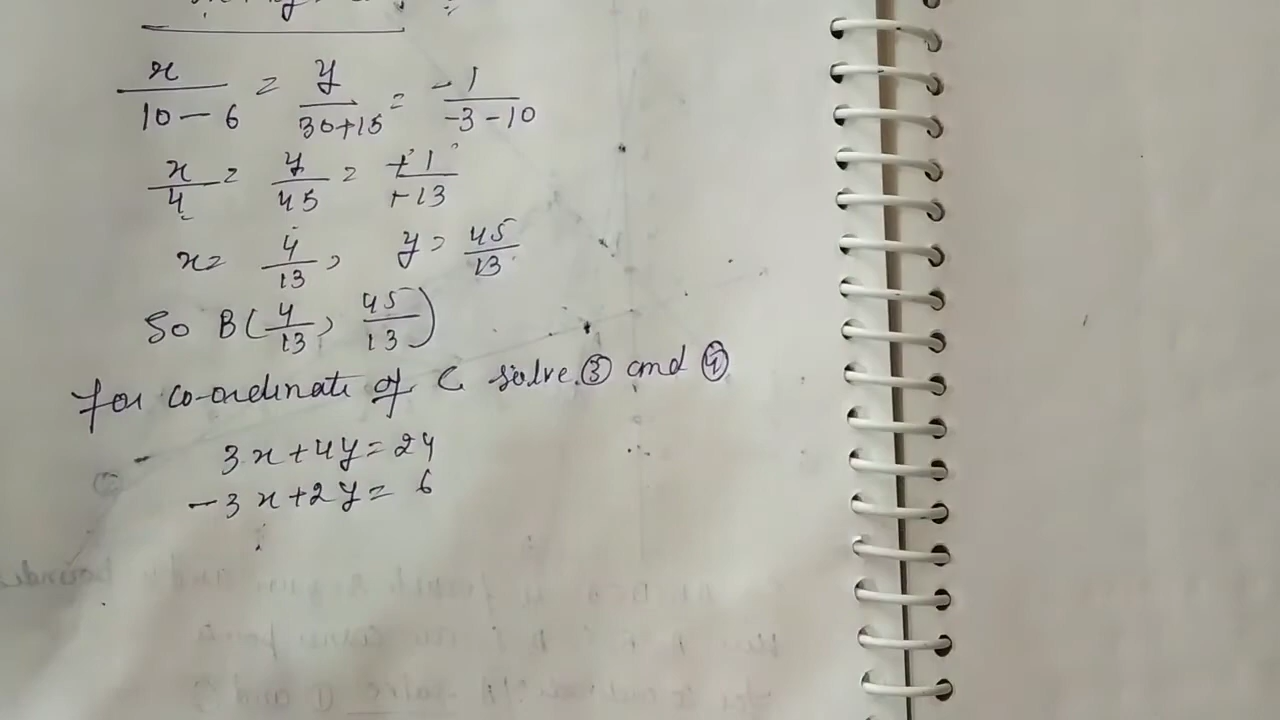 x/10-6 = y/30+15 = -1/-3-10
x/4 = y/45 = +1/+13
x= 4/13, y= 45/13
So B(4/13, 45/13)
for co-ordinate of C solve ③ and ④
3x+4y=24
-3x+2y= 6